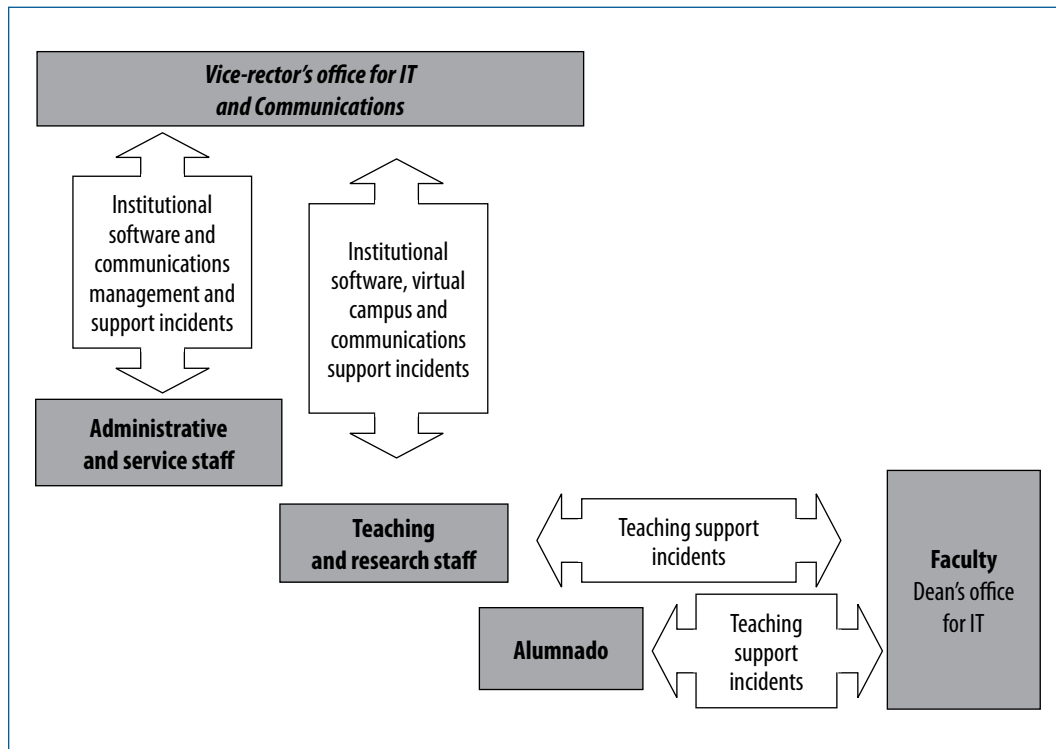 Vice-rector's office for IT
and Communications
Institutional
software and
communications
management and
support incidents
Institutional
software, virtual
campus and
communications
support incidents
Administrative
and service staff
Teaching
and research staff
Teaching support
incidents
Faculty
Dean's office
for IT
Alumnado
Teaching
support
incidents